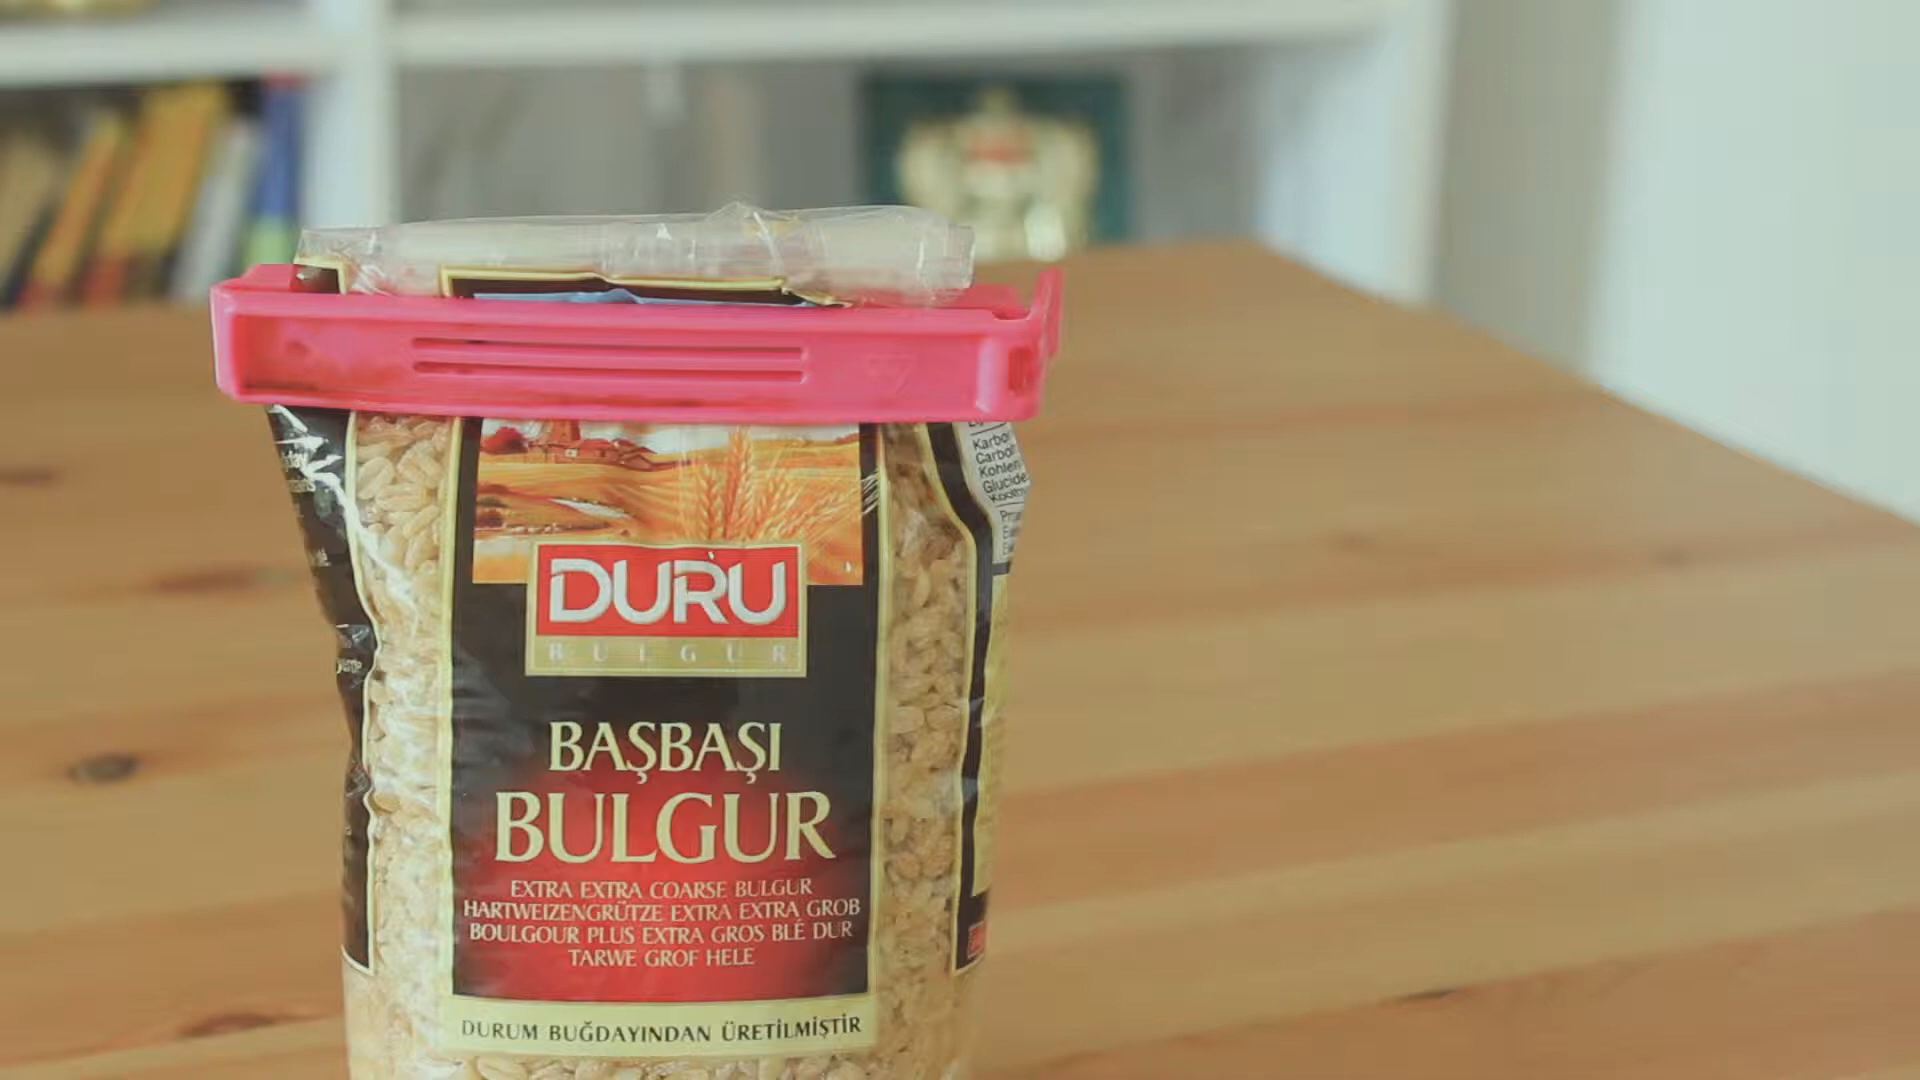 DURU
BULGUR
BAŞBAŞI
BULGUR
EXTRA EXTRA COARSE BULGUR
HARTWEIZENGRÜTZE EXTRA EXTRA GROB
BOULGOUR PLUS EXTRA GROS BLÉ DUR
TARWE GROF HELE
DURUM BUĞDAYINDAN ÜRETİLMİŞTİR
Karbo
Carboh
Kohlen
Glucide